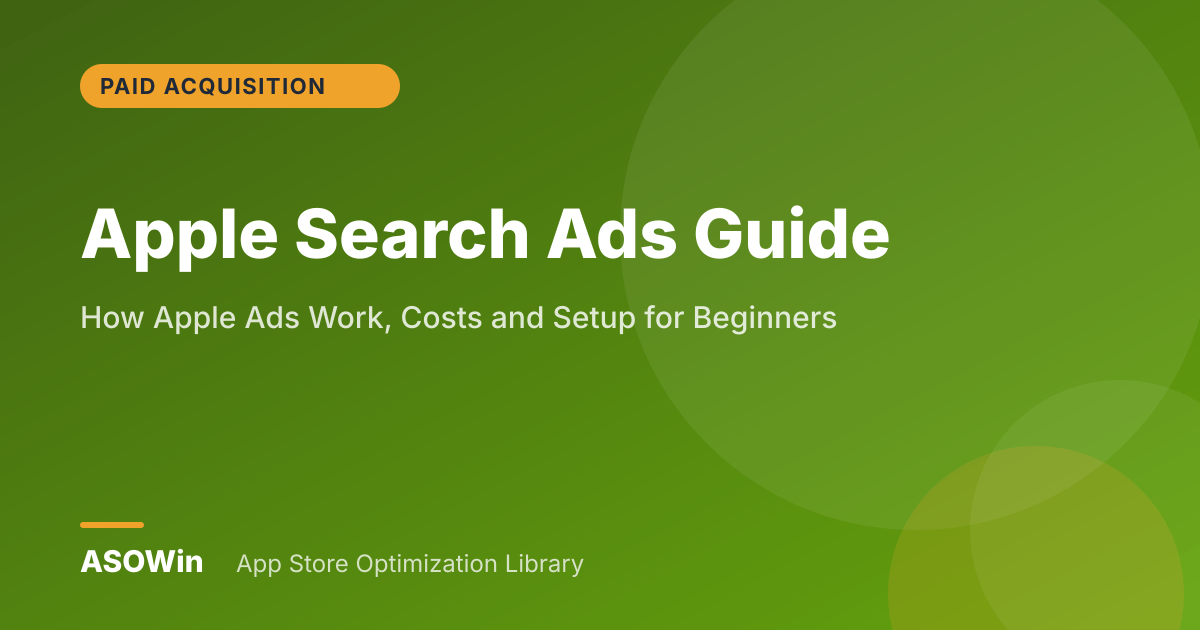 PAID ACQUISITION
Apple Search Ads Guide
How Apple Ads Work, Costs and Setup for Beginners
ASOWin App Store Optimization Library